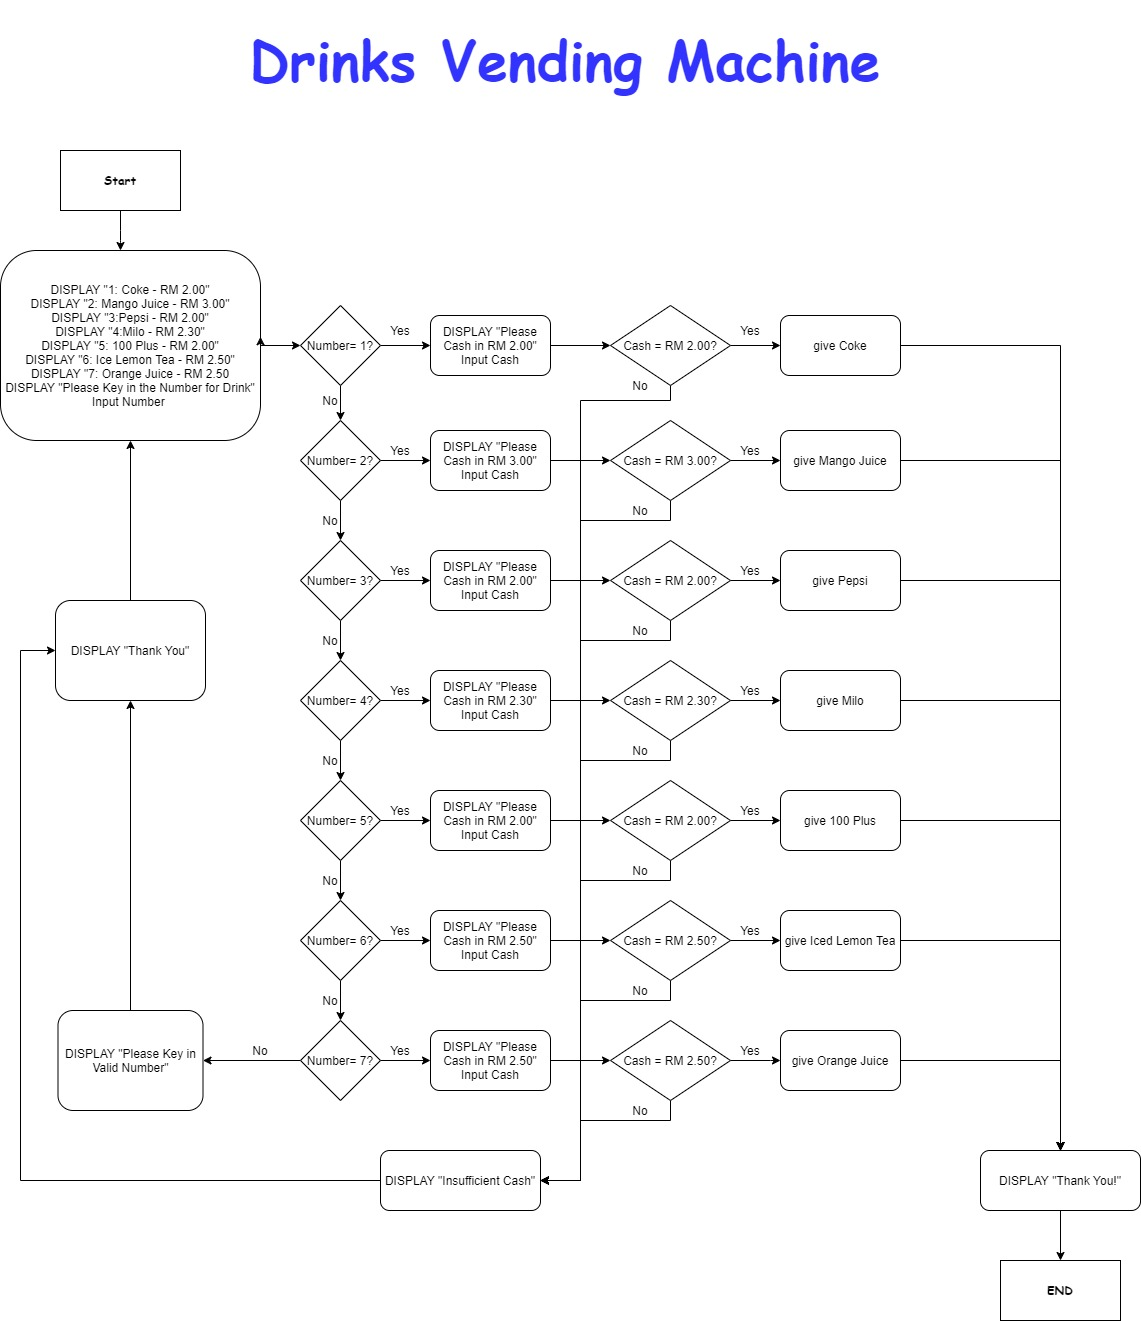 Drinks Vending Machine
Start
DISPLAY "1: Coke - RM 2.00"
DISPLAY "2: Mango Juice - RM 3.00"
DISPLAY "3:Pepsi - RM 2.00"
DISPLAY "4:Milo - RM 2.30"
DISPLAY "5: 100 Plus - RM 2.00"
DISPLAY "6: Ice Lemon Tea - RM 2.50"
DISPLAY "7: Orange Juice - RM 2.50
DISPLAY "Please Key in the Number for Drink"
Input Number
Number= 1?
Yes
DISPLAY "Please
Cash in RM 2.00"
Input Cash
Cash = RM 2.00?
Yes
give Coke
No
No
Number= 2?
Yes
DISPLAY "Please
Cash in RM 3.00"
Input Cash
Cash = RM 3.00?
Yes
give Mango Juice
No
No
Number= 3?
Yes
DISPLAY "Please
Cash in RM 2.00"
Input Cash
Cash = RM 2.00?
Yes
give Pepsi
No
No
Number= 4?
Yes
DISPLAY "Please
Cash in RM 2.30"
Input Cash
Cash = RM 2.30?
Yes
give Milo
No
No
Number= 5?
Yes
DISPLAY "Please
Cash in RM 2.00"
Input Cash
Cash = RM 2.00?
Yes
give 100 Plus
No
No
Number= 6?
Yes
DISPLAY "Please
Cash in RM 2.50"
Input Cash
Cash = RM 2.50?
Yes
give Iced Lemon Tea
No
No
Number= 7?
Yes
DISPLAY "Please
Cash in RM 2.50"
Input Cash
Cash = RM 2.50?
Yes
give Orange Juice
No
No
DISPLAY "Please Key in
Valid Number"
DISPLAY "Thank You"
DISPLAY "Insufficient Cash"
DISPLAY "Thank You!"
END